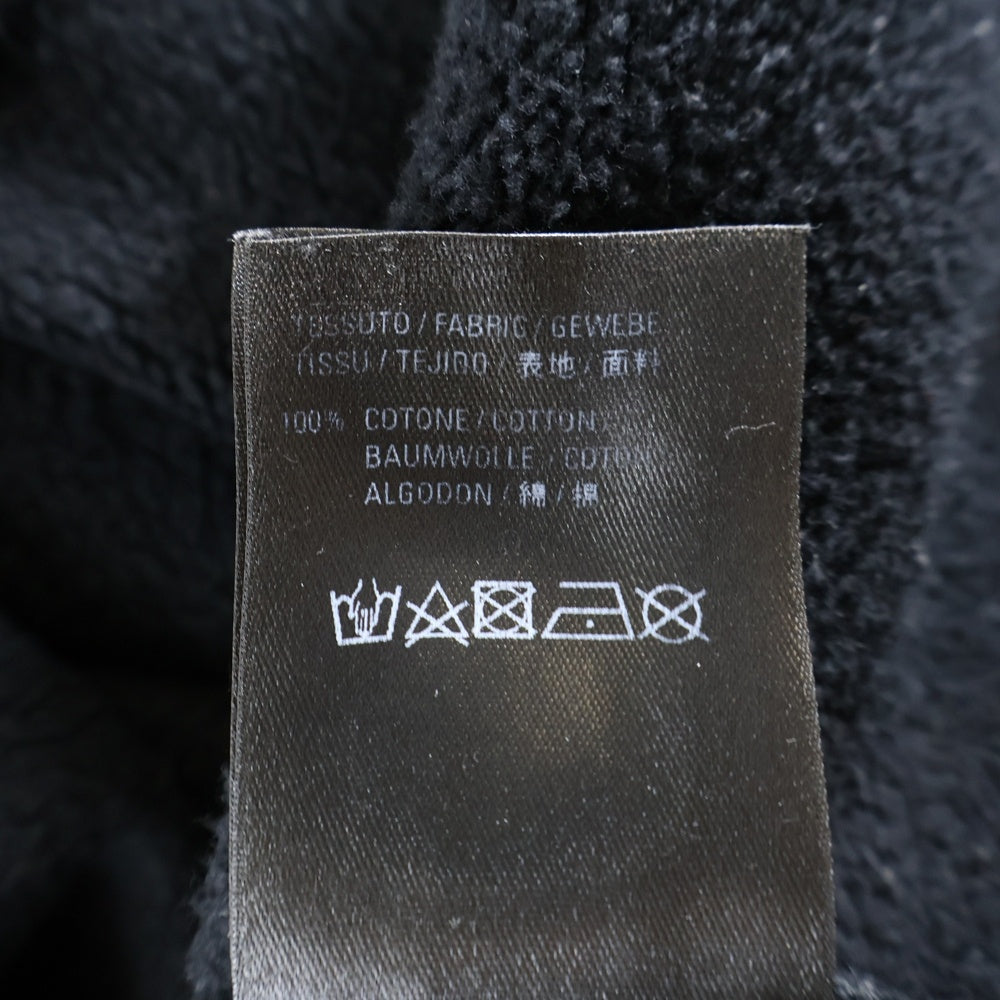 TESSUTO / FABRIC / GEWEBE
TISSU / TEJIDO / 表地 / 面料
100% COTONE / COTTON
BAUMWOLLE / COTON
ALGODON / 綿 / 棉